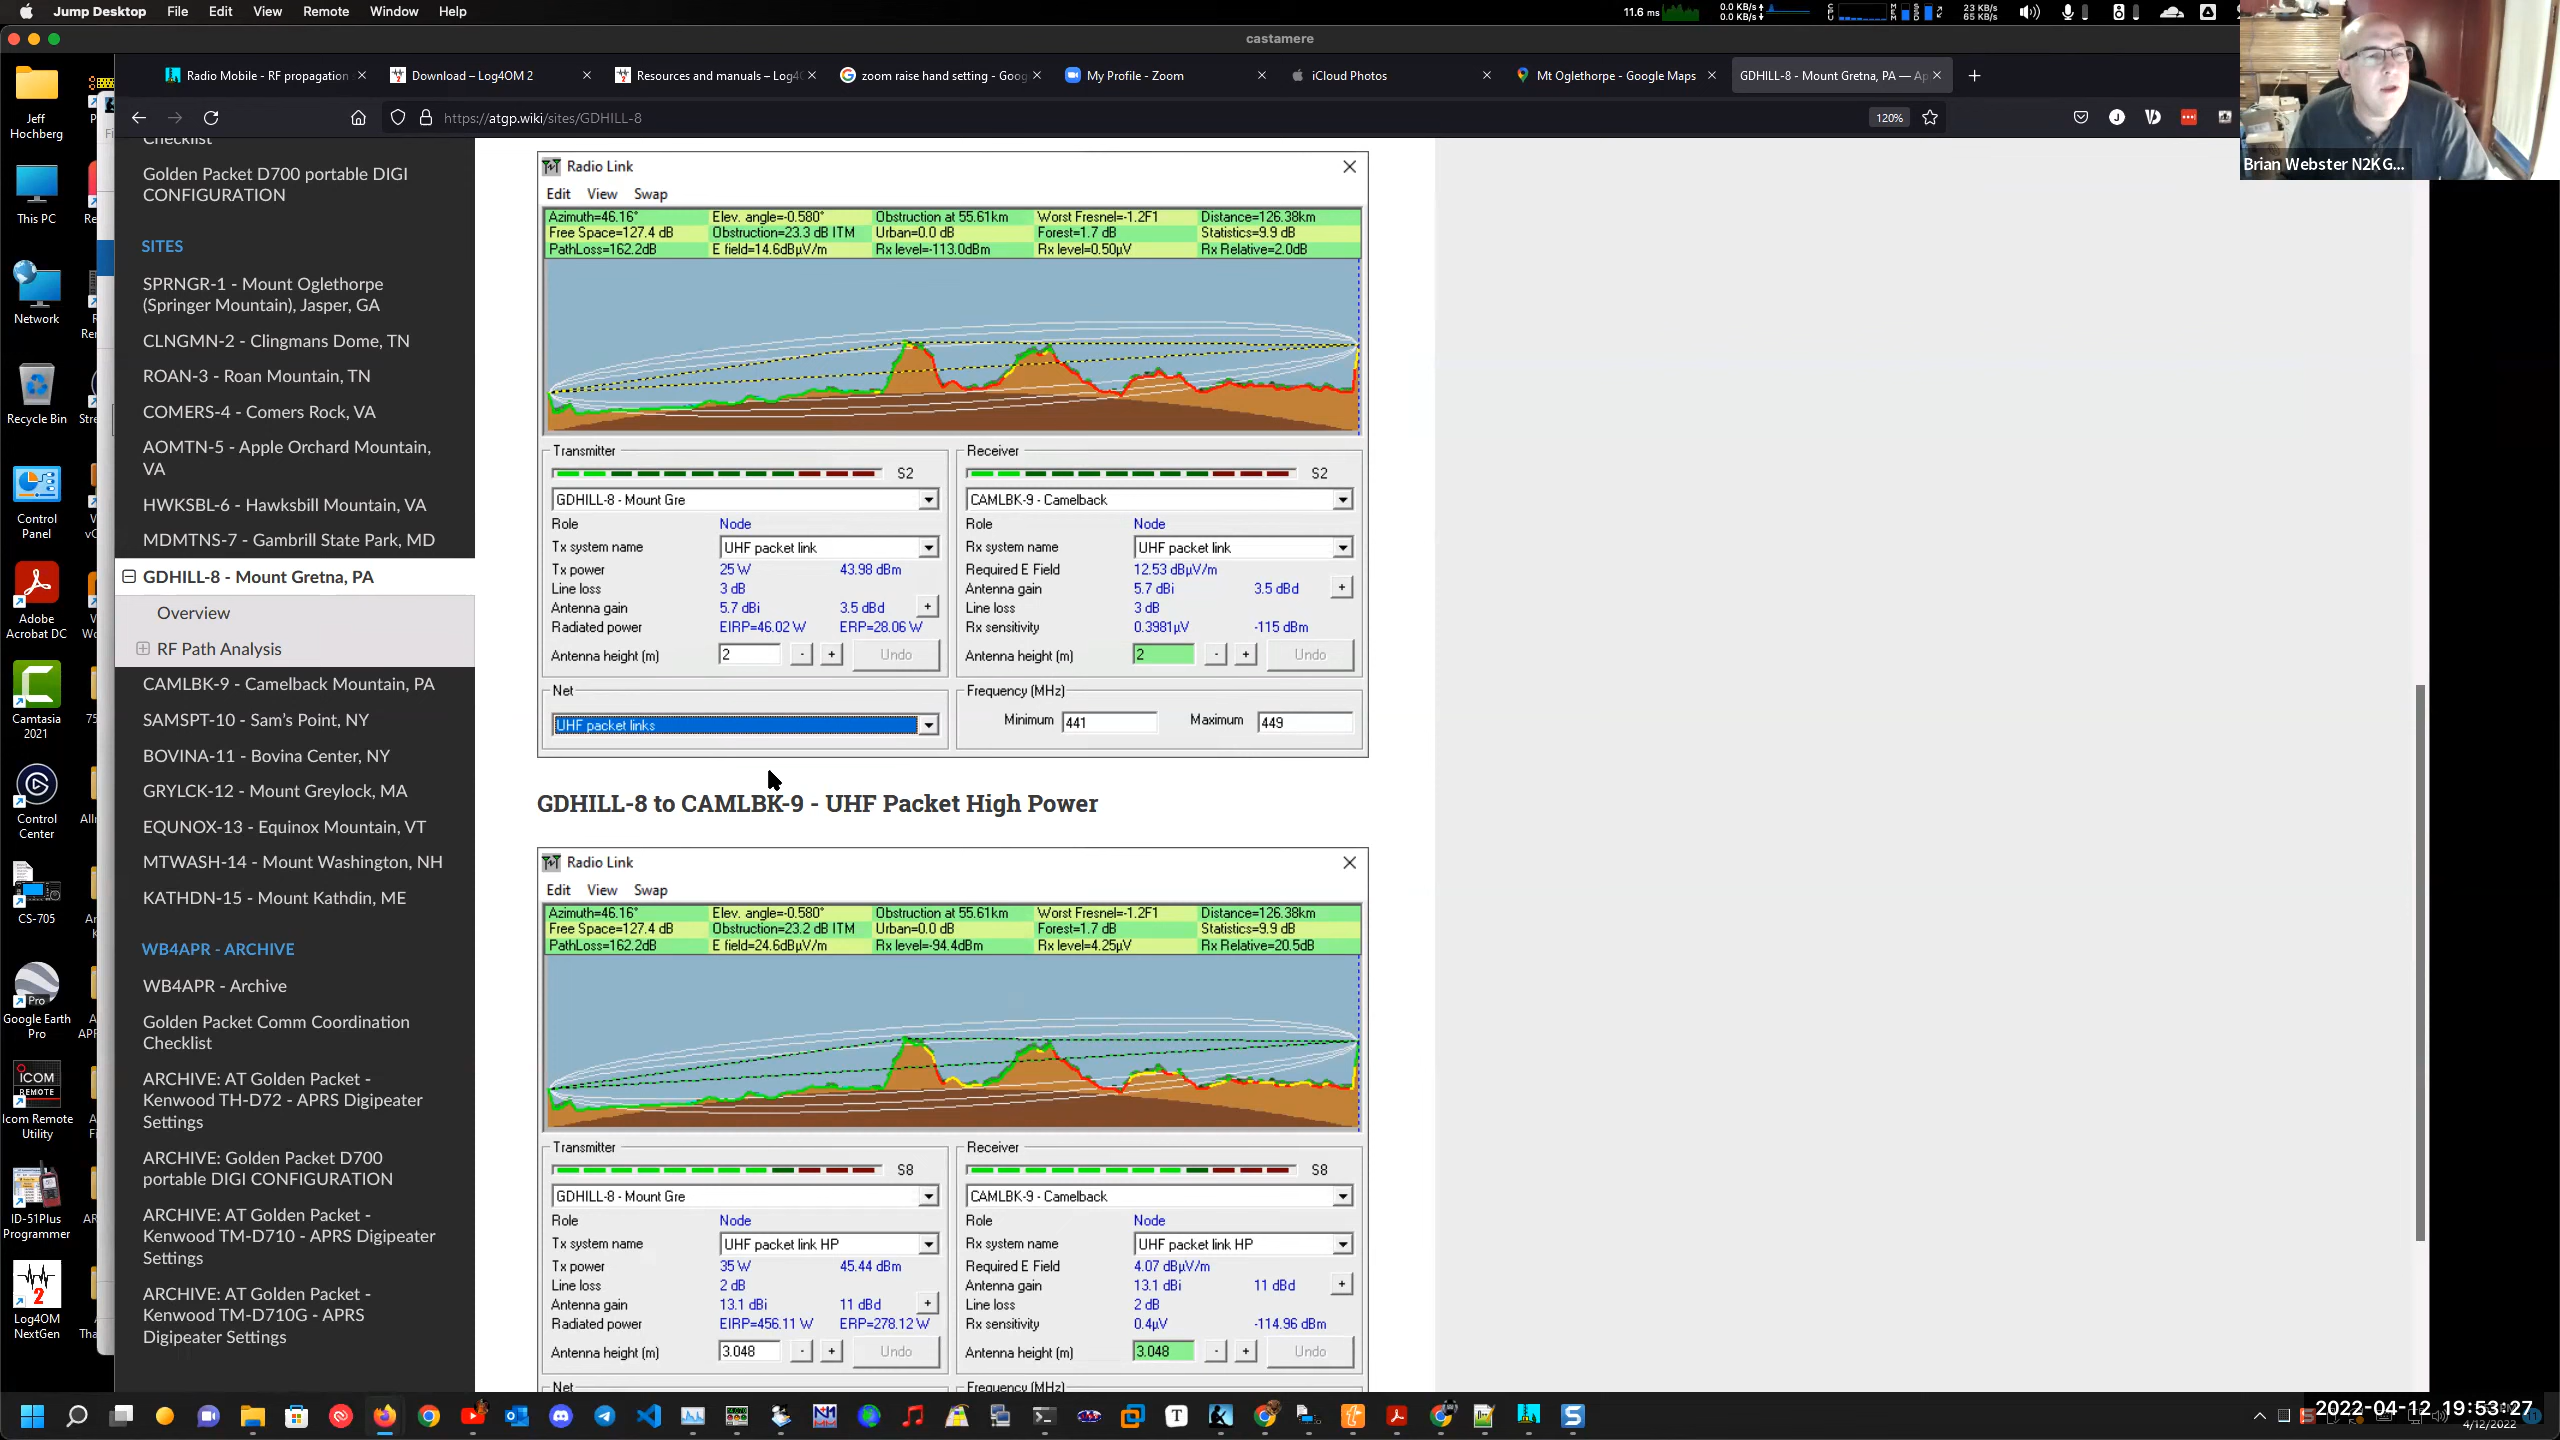 Jump Desktop File Edit View Remote Window Help
11.6 ms 0.0 KB/s 0.0 KB/s 23 KB/s 65 KB/s
castamere
Radio Mobile - RF propagation
Download – Log4OM 2
Resources and manuals – Log4
zoom raise hand setting - Goog
My Profile - Zoom
iCloud Photos
Mt Oglethorpe - Google Maps
GDHILL-8 - Mount Gretna, PA — Ap
https://atgp.wiki/sites/GDHILL-8
120%
Brian Webster N2KG...
Jeff
Hochberg
This PC
Network
Recycle Bin
Control
Panel
Adobe
Acrobat DC
Camtasia
2021
Control
Center
CS-705
Google Earth
Pro
Icom Remote
Utility
ID-51Plus
Programmer
Log4OM
NextGen
Checklist
Golden Packet D700 portable DIGI
CONFIGURATION
SITES
SPRNGR-1 - Mount Oglethorpe
(Springer Mountain), Jasper, GA
CLNGMN-2 - Clingmans Dome, TN
ROAN-3 - Roan Mountain, TN
COMERS-4 - Comers Rock, VA
AOMTN-5 - Apple Orchard Mountain,
VA
HWKSBL-6 - Hawksbill Mountain, VA
MDMTNS-7 - Gambrill State Park, MD
GDHILL-8 - Mount Gretna, PA
Overview
RF Path Analysis
CAMLBK-9 - Camelback Mountain, PA
SAMSPT-10 - Sam's Point, NY
BOVINA-11 - Bovina Center, NY
GRYLCK-12 - Mount Greylock, MA
EQUNOX-13 - Equinox Mountain, VT
MTWASH-14 - Mount Washington, NH
KATHDN-15 - Mount Kathdin, ME
WB4APR - ARCHIVE
WB4APR - Archive
Golden Packet Comm Coordination
Checklist
ARCHIVE: AT Golden Packet -
Kenwood TH-D72 - APRS Digipeater
Settings
ARCHIVE: Golden Packet D700
portable DIGI CONFIGURATION
ARCHIVE: AT Golden Packet -
Kenwood TM-D710 - APRS Digipeater
Settings
ARCHIVE: AT Golden Packet -
Kenwood TM-D710G - APRS
Digipeater Settings
Radio Link
Edit View Swap
Azimuth=46.16° Elev. angle=-0.580° Obstruction at 55.61km Worst Fresnel=-1.2F1 Distance=126.38km
Free Space=127.4 dB Obstruction=23.3 dB ITM Urban=0.0 dB Forest=1.7 dB Statistics=9.9 dB
PathLoss=162.2dB E field=14.6dBµV/m Rx level=-113.0dBm Rx level=0.50µV Rx Relative=2.0dB
Transmitter
S2
GDHILL-8 - Mount Gre
Role Node
Tx system name UHF packet link
Tx power 25 W 43.98 dBm
Line loss 3 dB
Antenna gain 5.7 dBi 3.5 dBd +
Radiated power EIRP=46.02 W ERP=28.06 W
Antenna height (m) 2 - + Undo
Net
UHF packet links
Receiver
S2
CAMLBK-9 - Camelback
Role Node
Rx system name UHF packet link
Required E Field 12.53 dBµV/m
Antenna gain 5.7 dBi 3.5 dBd +
Line loss 3 dB
Rx sensitivity 0.3981µV -115 dBm
Antenna height (m) 2 - + Undo
Frequency (MHz)
Minimum 441 Maximum 449
GDHILL-8 to CAMLBK-9 - UHF Packet High Power
Radio Link
Edit View Swap
Azimuth=46.16° Elev. angle=-0.580° Obstruction at 55.61km Worst Fresnel=-1.2F1 Distance=126.38km
Free Space=127.4 dB Obstruction=23.2 dB ITM Urban=0.0 dB Forest=1.7 dB Statistics=9.9 dB
PathLoss=162.2dB E field=24.6dBµV/m Rx level=-94.4dBm Rx level=4.25µV Rx Relative=20.5dB
Transmitter
S8
GDHILL-8 - Mount Gre
Role Node
Tx system name UHF packet link HP
Tx power 35 W 45.44 dBm
Line loss 2 dB
Antenna gain 13.1 dBi 11 dBd +
Radiated power EIRP=456.11 W ERP=278.12 W
Antenna height (m) 3.048 - + Undo
Net
Receiver
S8
CAMLBK-9 - Camelback
Role Node
Rx system name UHF packet link HP
Required E Field 4.07 dBµV/m
Antenna gain 13.1 dBi 11 dBd +
Line loss 2 dB
Rx sensitivity 0.4µV -114.96 dBm
Antenna height (m) 3.048 - + Undo
Frequency (MHz)
2022-04-12 19:53:27
4/12/2022